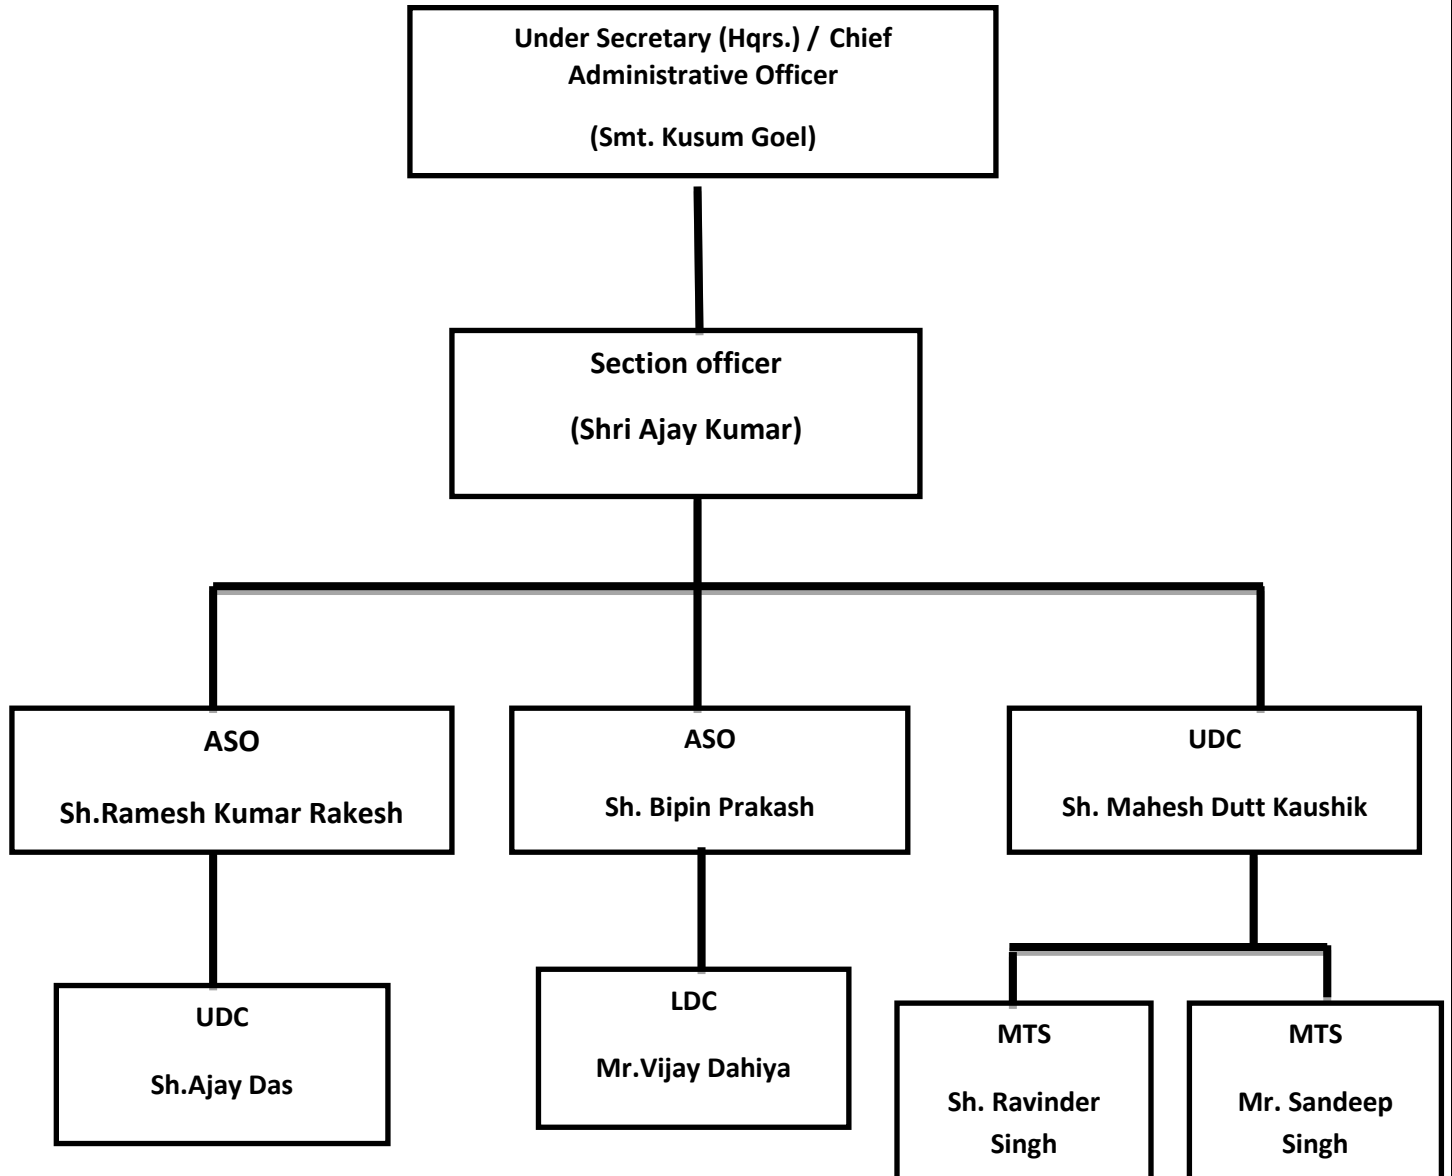 Under Secretary (Hqrs.) / Chief
Administrative Officer
(Smt. Kusum Goel)
Section officer
(Shri Ajay Kumar)
ASO
Sh.Ramesh Kumar Rakesh
ASO
Sh. Bipin Prakash
UDC
Sh. Mahesh Dutt Kaushik
UDC
Sh.Ajay Das
LDC
Mr.Vijay Dahiya
MTS
Sh. Ravinder
Singh
MTS
Mr. Sandeep
Singh